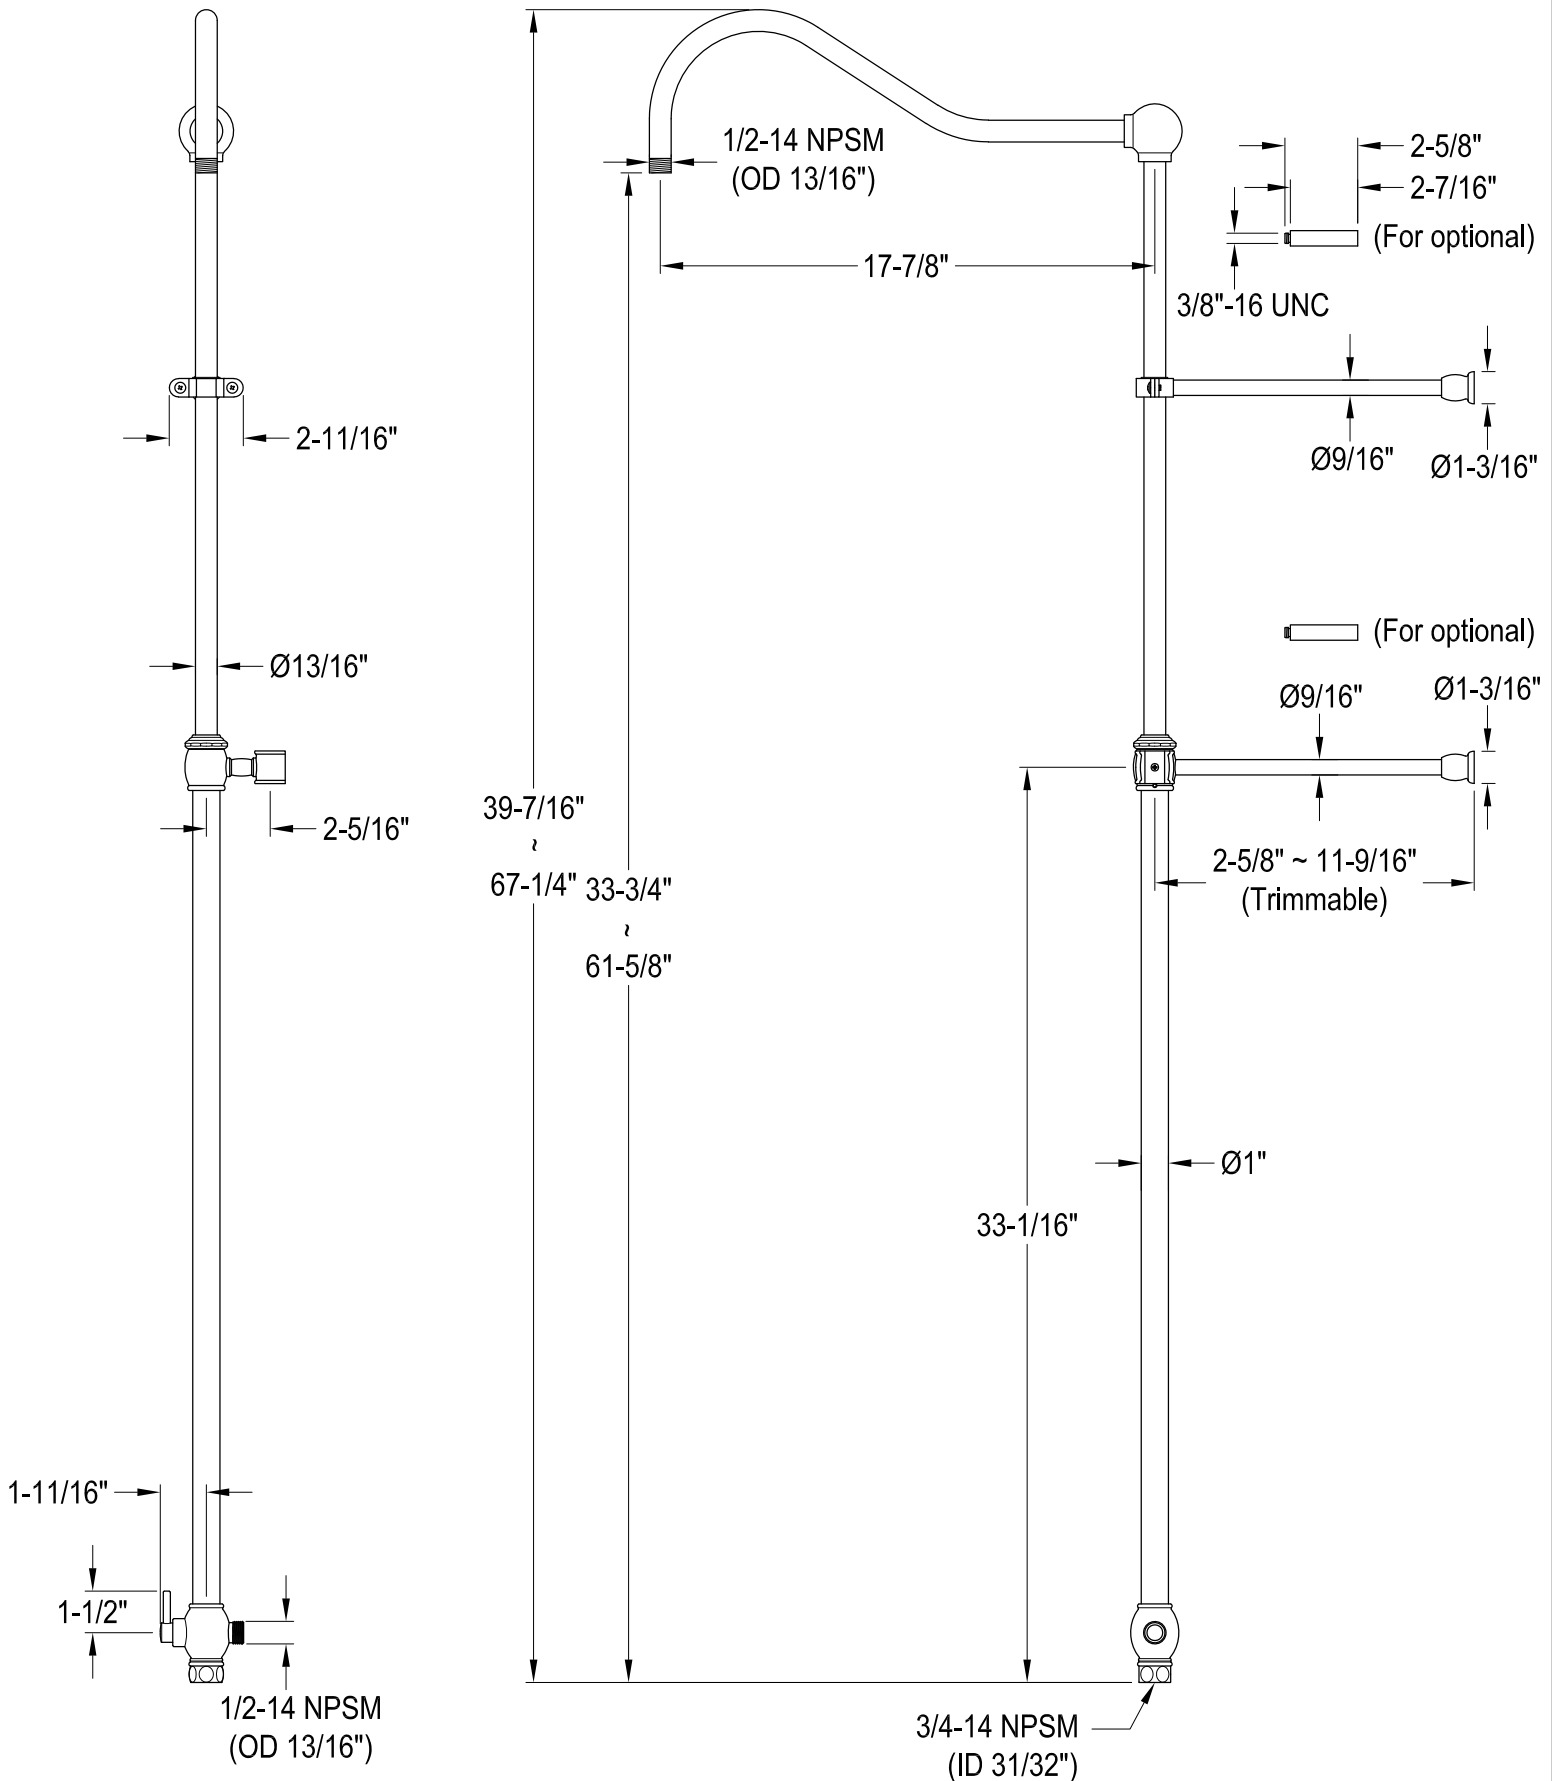 1/2-14 NPSM
(OD 13/16")
2-5/8"
2-7/16"
(For optional)
17-7/8"
3/8"-16 UNC
2-11/16"
Ø9/16"
Ø1-3/16"
(For optional)
Ø13/16"
Ø9/16"
Ø1-3/16"
39-7/16"
~
67-1/4"
2-5/16"
33-3/4"
~
61-5/8"
2-5/8" ~ 11-9/16"
(Trimmable)
Ø1"
33-1/16"
1-11/16"
1-1/2"
1/2-14 NPSM
(OD 13/16")
3/4-14 NPSM
(ID 31/32")